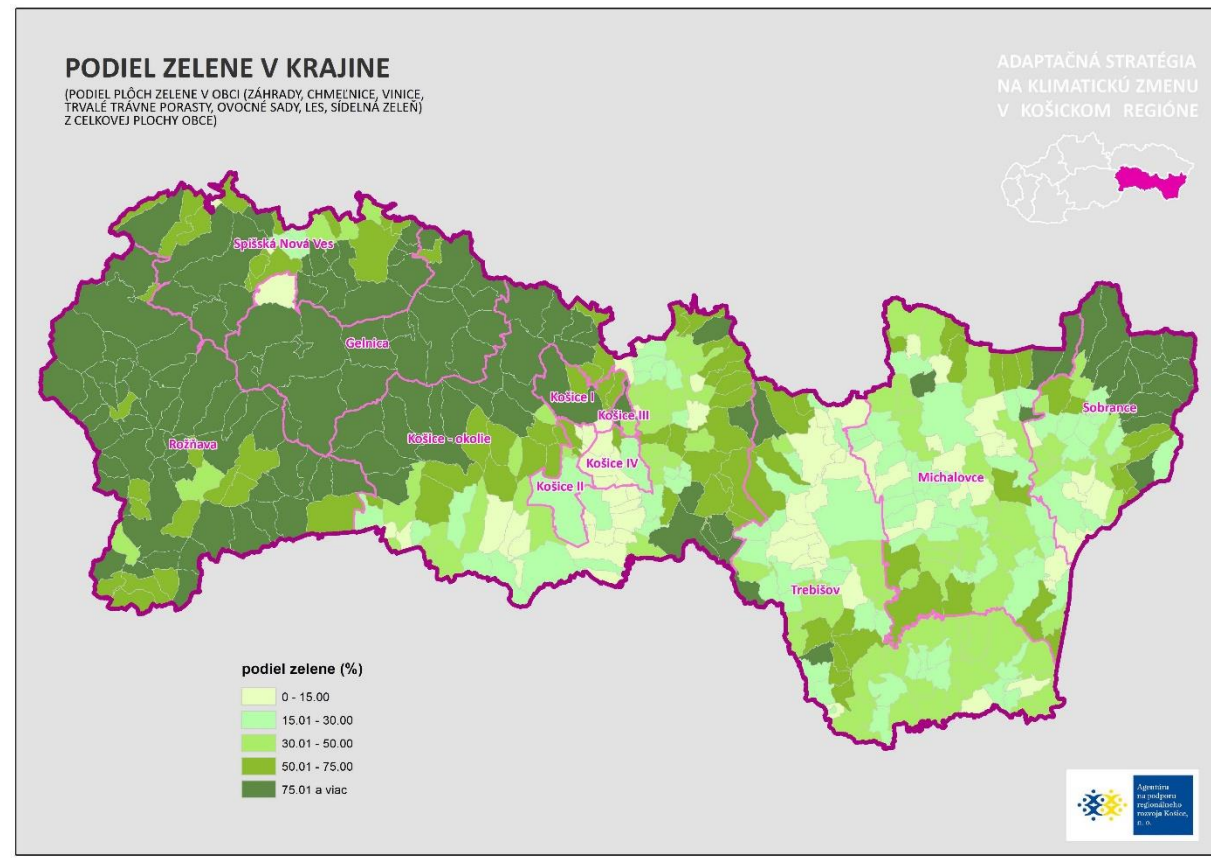 PODIEL ZELENE V KRAJINE
(PODIEL PLÔCH ZELENE V OBCI (ZÁHRADY, CHMEĽNICE, VINICE,
TRVALÉ TRÁVNE PORASTY, OVOCNÉ SADY, LES, SÍDELNÁ ZELEŇ)
Z CELKOVEJ PLOCHY OBCE)
ADAPTAČNÁ STRATÉGIA
NA KLIMATICKÚ ZMENU
V KOŠICKOM REGIÓNE
Spišská Nová Ves
Gelnica
Košice I
Košice III
Sobrance
Rožňava
Košice - okolie
Košice IV
Košice II
Michalovce
Trebišov
podiel zelene (%)
0 - 15.00
15.01 - 30.00
30.01 - 50.00
50.01 - 75.00
75.01 a viac
Agentúra
na podporu
regionálneho
rozvoja Košice,
n. o.